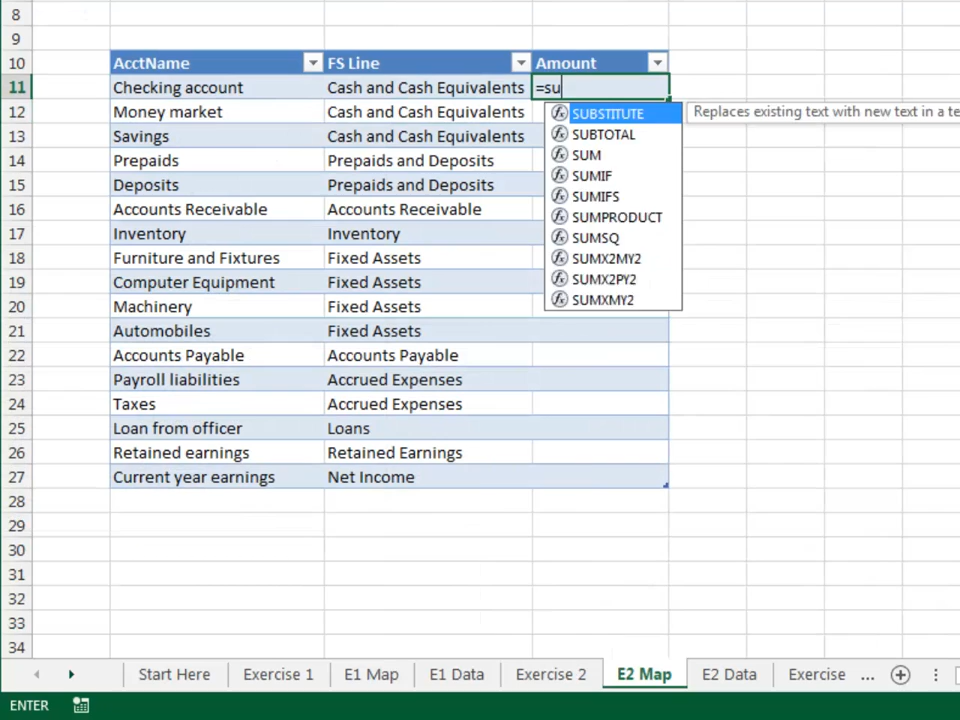 8
9
10 AcctName FS Line Amount
11 Checking account Cash and Cash Equivalents =su
12 Money market Cash and Cash Equivalents SUBSTITUTE Replaces existing text with new text in a te
13 Savings Cash and Cash Equivalents SUBTOTAL
14 Prepaids Prepaids and Deposits SUM
15 Deposits Prepaids and Deposits SUMIF
16 Accounts Receivable Accounts Receivable SUMIFS
SUMPRODUCT
17 Inventory Inventory SUMSQ
18 Furniture and Fixtures Fixed Assets SUMX2MY2
19 Computer Equipment Fixed Assets SUMX2PY2
20 Machinery Fixed Assets SUMXMY2
21 Automobiles Fixed Assets
22 Accounts Payable Accounts Payable
23 Payroll liabilities Accrued Expenses
24 Taxes Accrued Expenses
25 Loan from officer Loans
26 Retained earnings Retained Earnings
27 Current year earnings Net Income
28
29
30
31
32
33
34
Start Here Exercise 1 E1 Map E1 Data Exercise 2 E2 Map E2 Data Exercise ...
ENTER